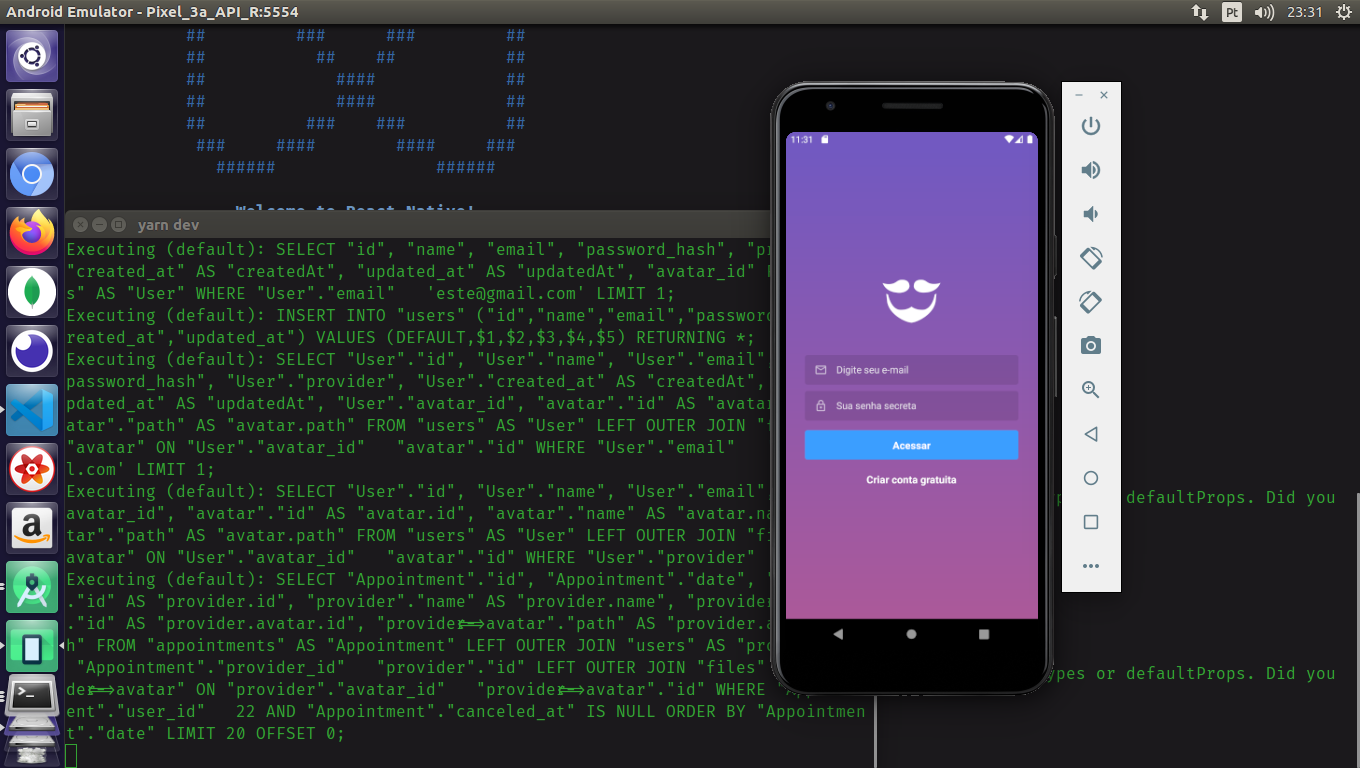 Android Emulator - Pixel_3a_API_R:5554
Pt
23:31
## ### ### ##
## ## ## ##
## #### ##
## #### ##
## ### ### ##
### #### #### ###
###### ######
Welcome to React Native!
yarn dev
Executing (default): SELECT "id", "name", "email", "password_hash",
"created_at" AS "createdAt", "updated_at" AS "updatedAt", "avatar_id"
s" AS "User" WHERE "User"."email" 'este@gmail.com' LIMIT 1;
Executing (default): INSERT INTO "users" ("id","name","email","password
reated_at","updated_at") VALUES (DEFAULT,$1,$2,$3,$4,$5) RETURNING *;
Executing (default): SELECT "User"."id", "User"."name", "User"."email"
password_hash", "User"."provider", "User"."created_at" AS "createdAt",
pdated_at" AS "updatedAt", "User"."avatar_id", "avatar"."id" AS "avatar
atar"."path" AS "avatar.path" FROM "users" AS "User" LEFT OUTER JOIN "
"avatar" ON "User"."avatar_id" "avatar"."id" WHERE "User"."email"
l.com' LIMIT 1;
Executing (default): SELECT "User"."id", "User"."name", "User"."email"
avatar_id", "avatar"."id" AS "avatar.id", "avatar"."name" AS "avatar.na
tar"."path" AS "avatar.path" FROM "users" AS "User" LEFT OUTER JOIN "fi
avatar" ON "User"."avatar_id" "avatar"."id" WHERE "User"."provider"
Executing (default): SELECT "Appointment"."id", "Appointment"."date", "
."id" AS "provider.id", "provider"."name" AS "provider.name", "provider
."id" AS "provider.avatar.id", "provider->avatar"."path" AS "provider.a
h" FROM "appointments" AS "Appointment" LEFT OUTER JOIN "users" AS "pro
"Appointment"."provider_id" "provider"."id" LEFT OUTER JOIN "files"
der->avatar" ON "provider"."avatar_id" "provider->avatar"."id" WHERE "App
ent"."user_id" 22 AND "Appointment"."canceled_at" IS NULL ORDER BY "Appointmen
t"."date" LIMIT 20 OFFSET 0;
defaultProps. Did you
ypes or defaultProps. Did you
11:31
Digite seu e-mail
Sua senha secreta
Acessar
Criar conta gratuita